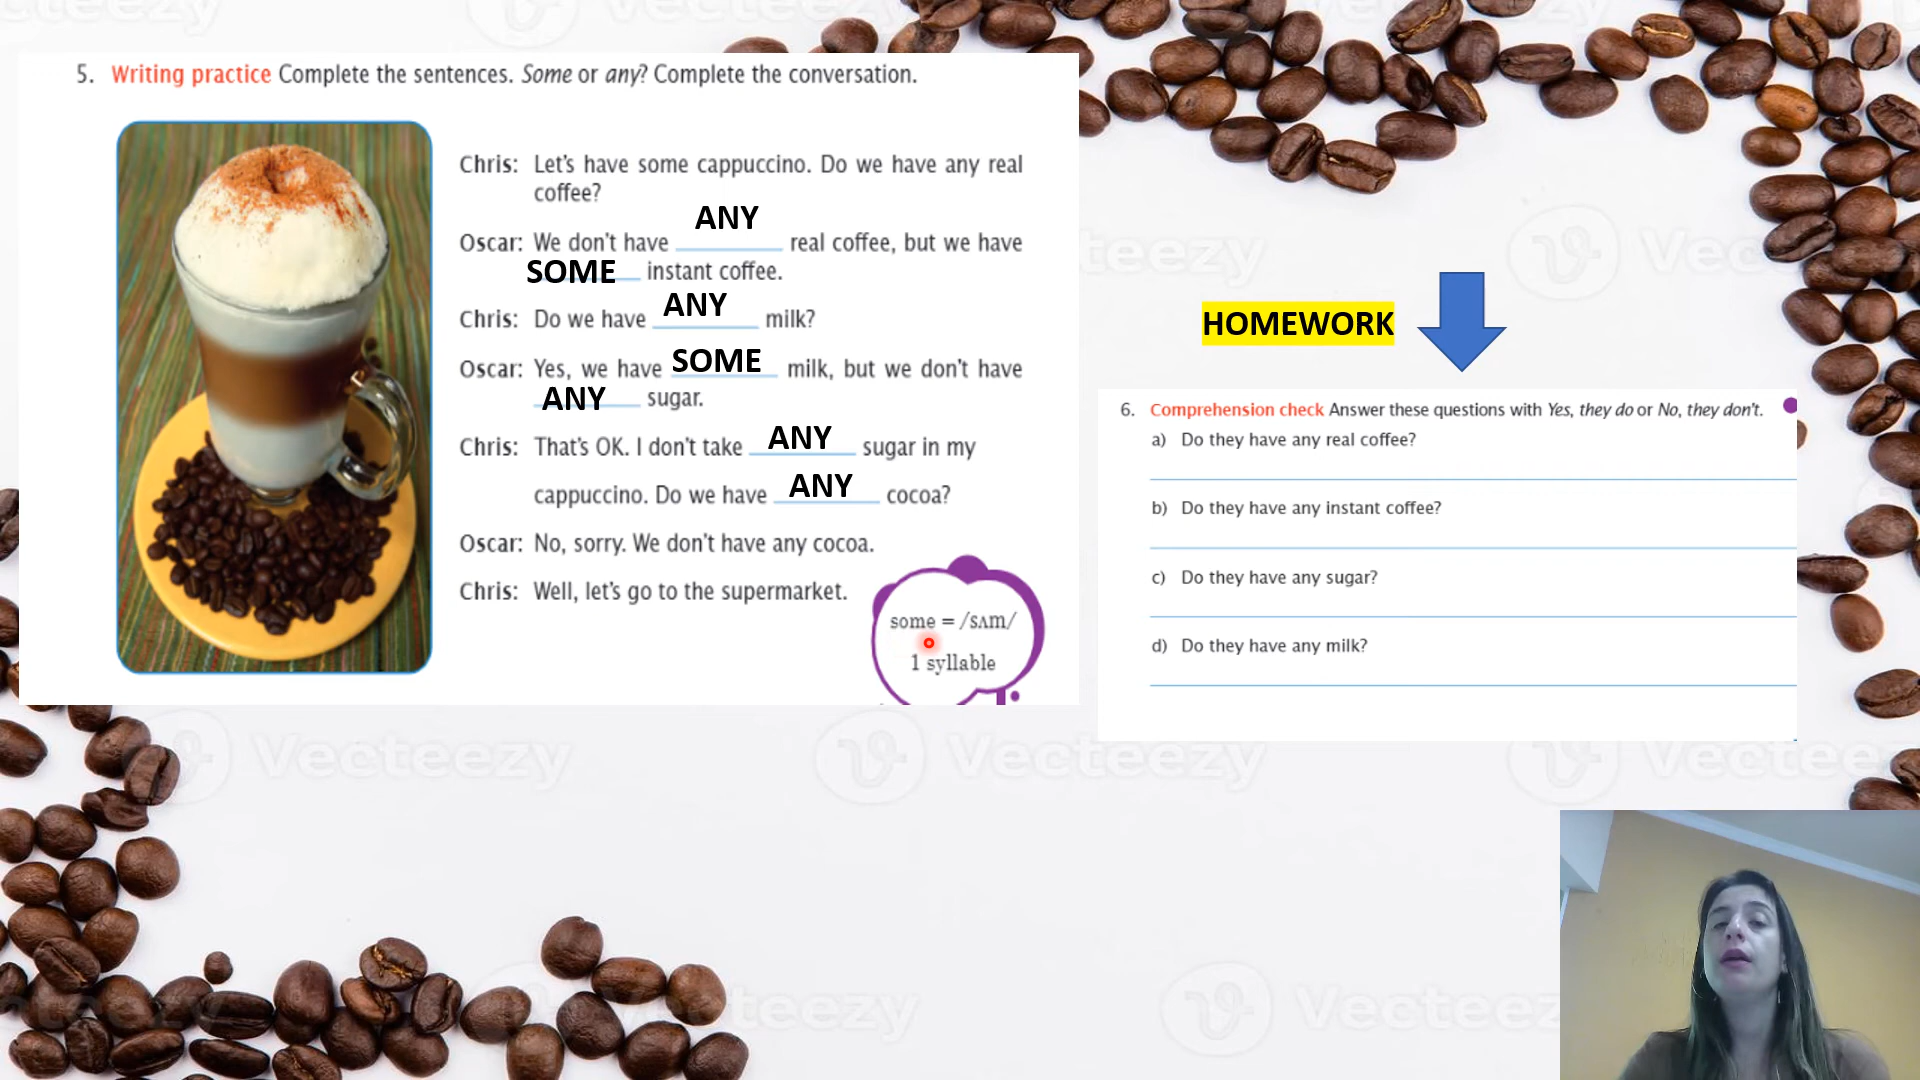 5. Writing practice Complete the sentences. Some or any? Complete the conversation.
Chris: Let's have some cappuccino. Do we have any real
coffee?
ANY
Oscar: We don't have ________ real coffee, but we have
SOME instant coffee.
Chris: Do we have ANY milk?
Oscar: Yes, we have SOME milk, but we don't have
ANY sugar.
Chris: That's OK. I don't take ANY sugar in my
cappuccino. Do we have ANY cocoa?
Oscar: No, sorry. We don't have any cocoa.
Chris: Well, let's go to the supermarket.
some = /sʌm/
1 syllable
HOMEWORK
6. Comprehension check Answer these questions with Yes, they do or No, they don't.
a) Do they have any real coffee?
b) Do they have any instant coffee?
c) Do they have any sugar?
d) Do they have any milk?
Vecteezy
Vecteezy
Vecteezy